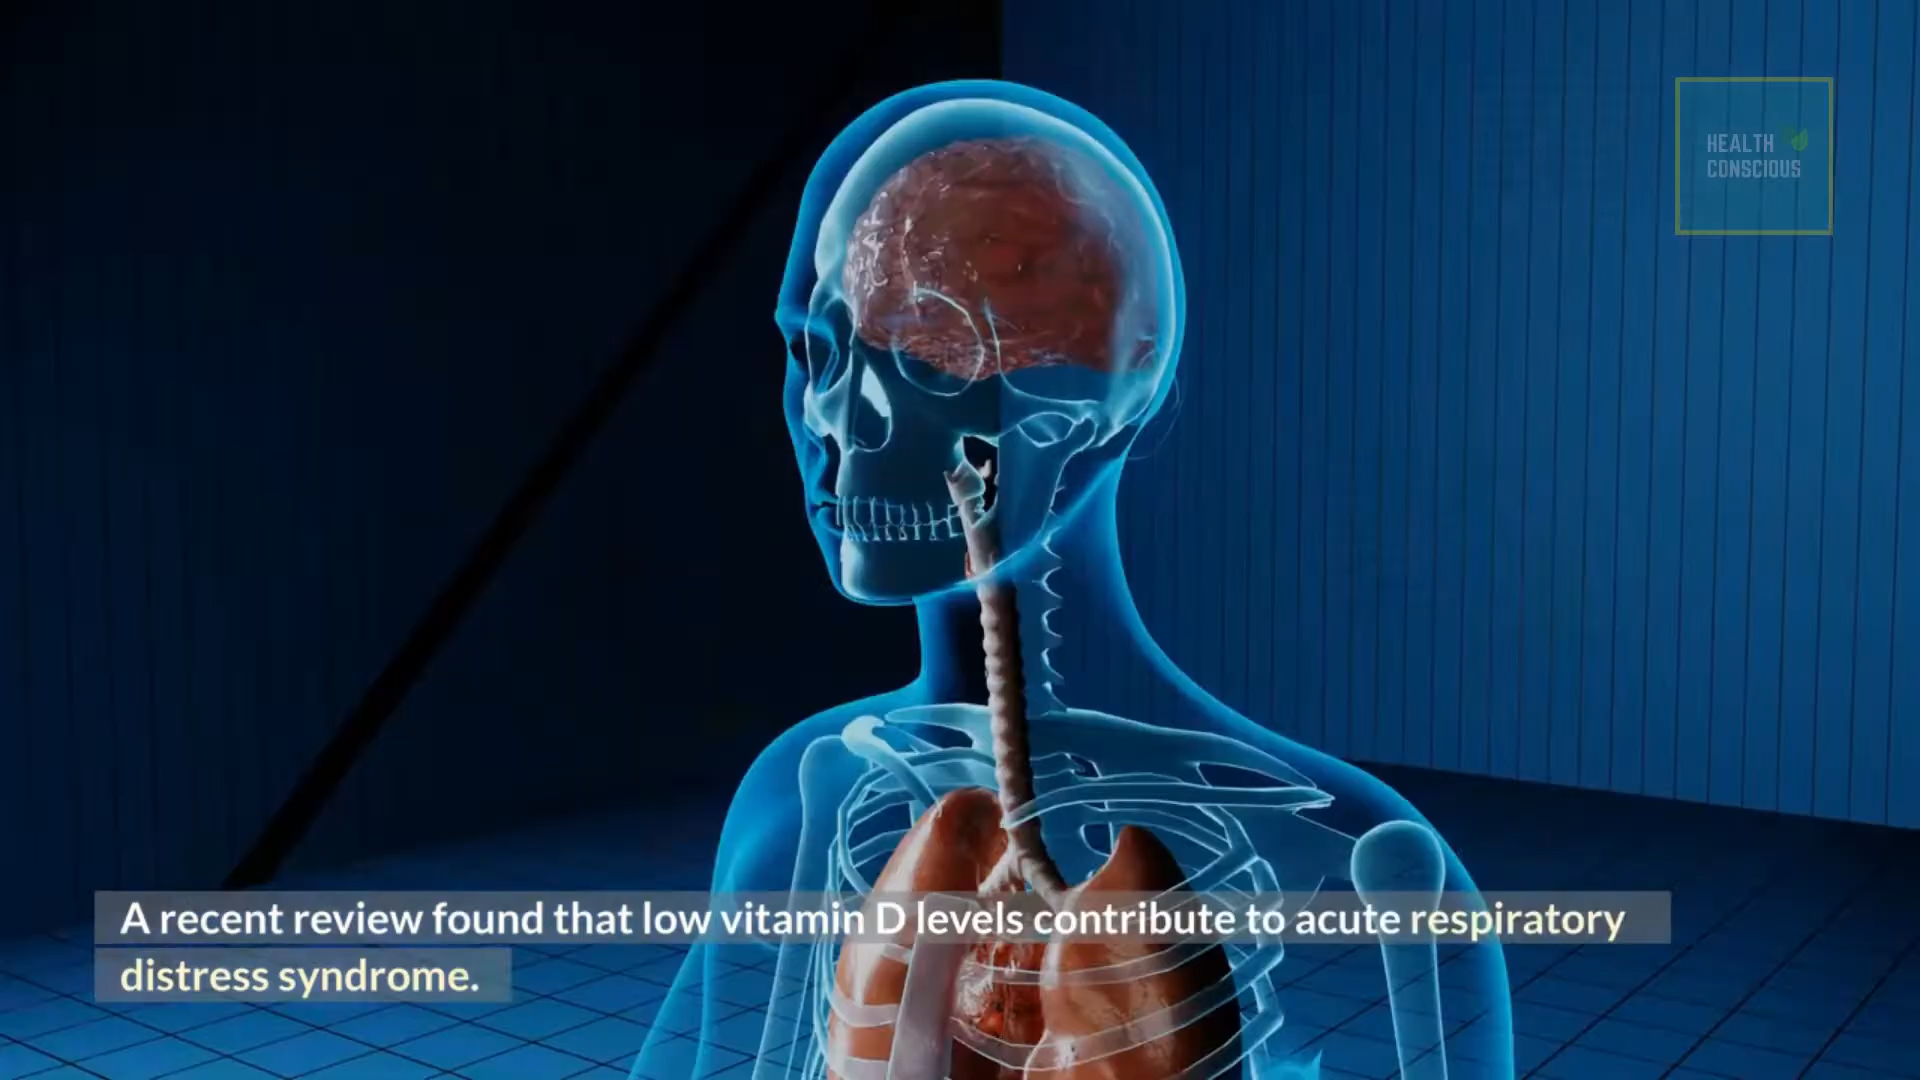 HEALTH
CONSCIOUS
A recent review found that low vitamin D levels contribute to acute respiratory
distress syndrome.